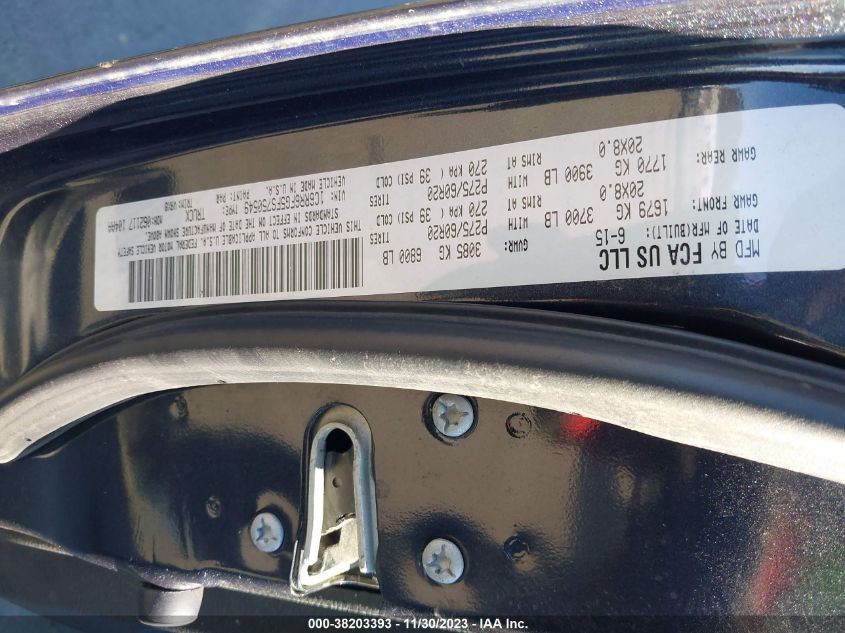 MFD BY FCA US LLC
DATE OF MFR(BUILT): 6-15 GVWR: 3085 KG 6800 LB
GAWR FRONT: 1679 KG 3700 LB WITH TIRES P275/60R20
20X8.0 RIMS AT 270 KPA ( 39 PSI) COLD
GAWR REAR: 1770 KG 3900 LB WITH TIRES P275/60R20
20X8.0 RIMS AT 270 KPA ( 39 PSI) COLD
THIS VEHICLE CONFORMS TO ALL APPLICABLE U.S.A. FEDERAL MOTOR VEHICLE SAFETY
STANDARDS IN EFFECT ON THE DATE OF MANUFACTURE SHOWN ABOVE.
VIN: TYPE: TRUCK MDH:062117
VEHICLE MADE IN U.S.A. PAINT: TRIM:
000-38203393 - 11/30/2023 - IAA Inc.